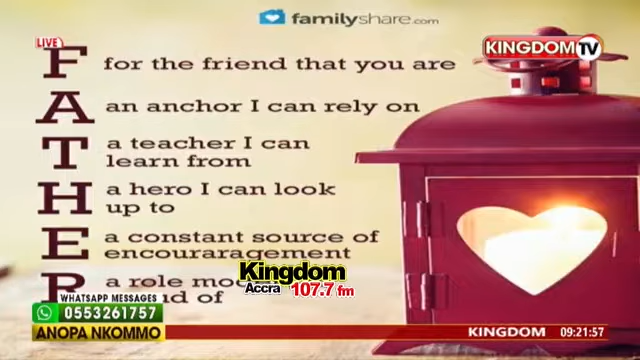 familyshare.com
LIVE
KINGDOM TV
F for the friend that you are
A an anchor I can rely on
T a teacher I can
learn from
H a hero I can look
up to
E a constant source of
encouraragement
R a role
of
Kingdom
Accra 107.7 fm
WHATSAPP MESSAGES
0553261757
ANOPA NKOMMO
KINGDOM
09:21:57